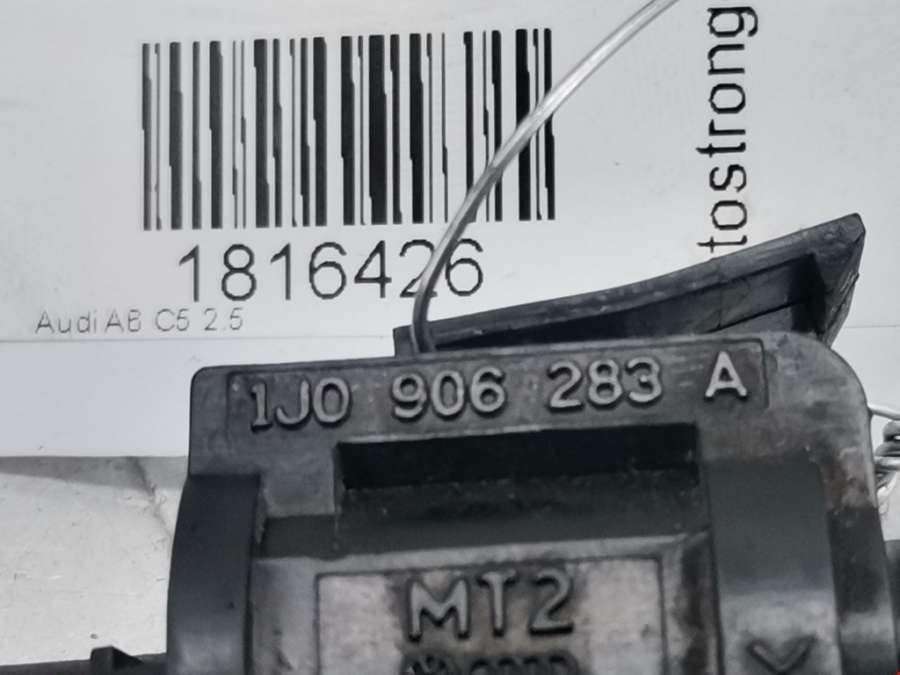 1816426
Audi A6 C5 2.5
tostrong
1J0 906 283 A
MT2